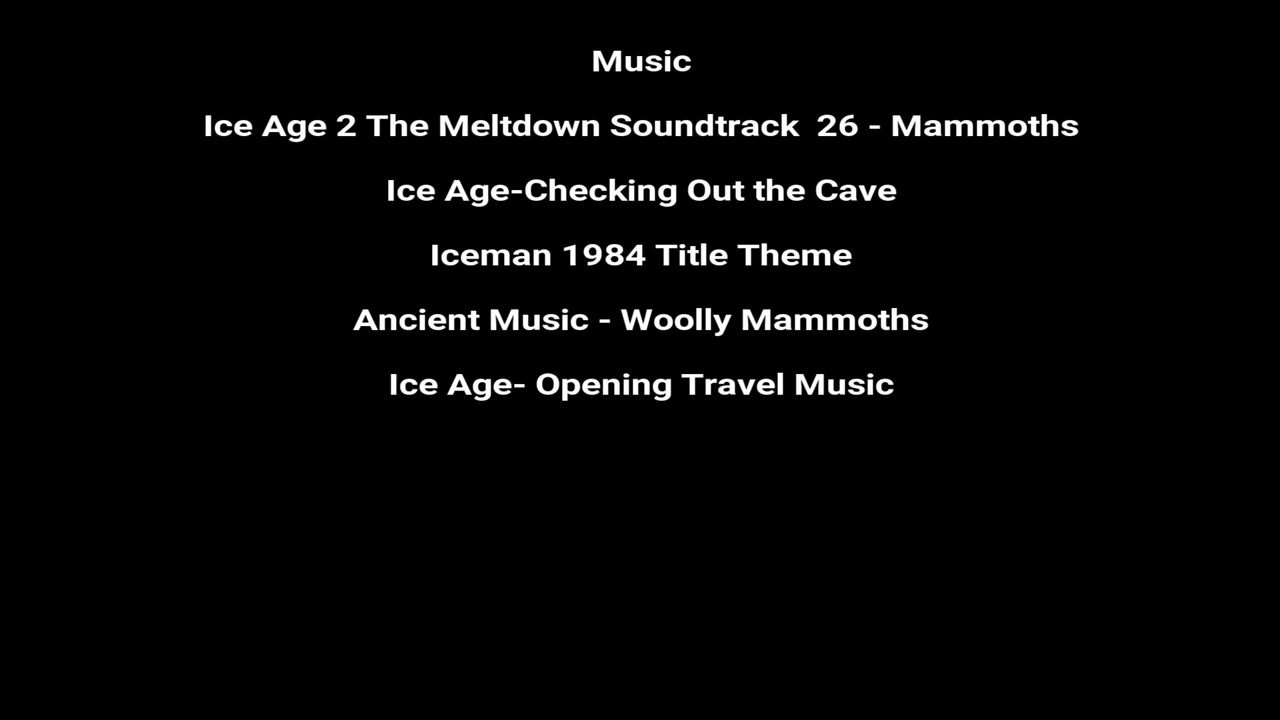 Music
Ice Age 2 The Meltdown Soundtrack  26 - Mammoths
Ice Age-Checking Out the Cave
Iceman 1984 Title Theme
Ancient Music - Woolly Mammoths
Ice Age- Opening Travel Music